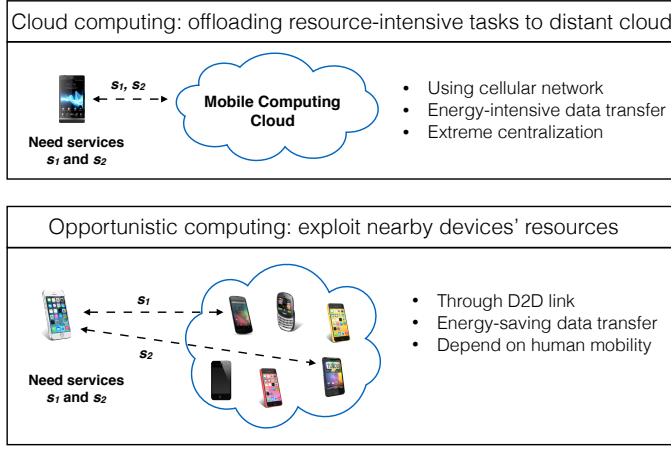 Cloud computing: offloading resource-intensive tasks to distant cloud
s1, s2
Mobile Computing
Cloud
Need services
s1 and s2
• Using cellular network
• Energy-intensive data transfer
• Extreme centralization
Opportunistic computing: exploit nearby devices' resources
s1
s2
Need services
s1 and s2
• Through D2D link
• Energy-saving data transfer
• Depend on human mobility